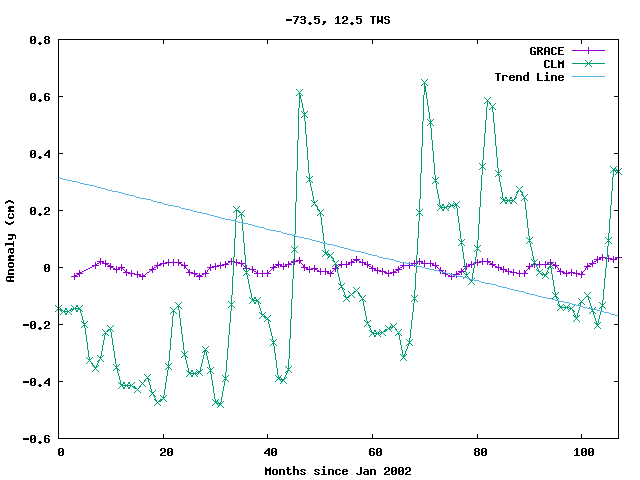 -73.5, 12.5 TWS
GRACE
CLM
Trend Line
0.8
0.6
0.4
0.2
0
-0.2
-0.4
-0.6
Anomaly (cm)
0 20 40 60 80 100
Months since Jan 2002